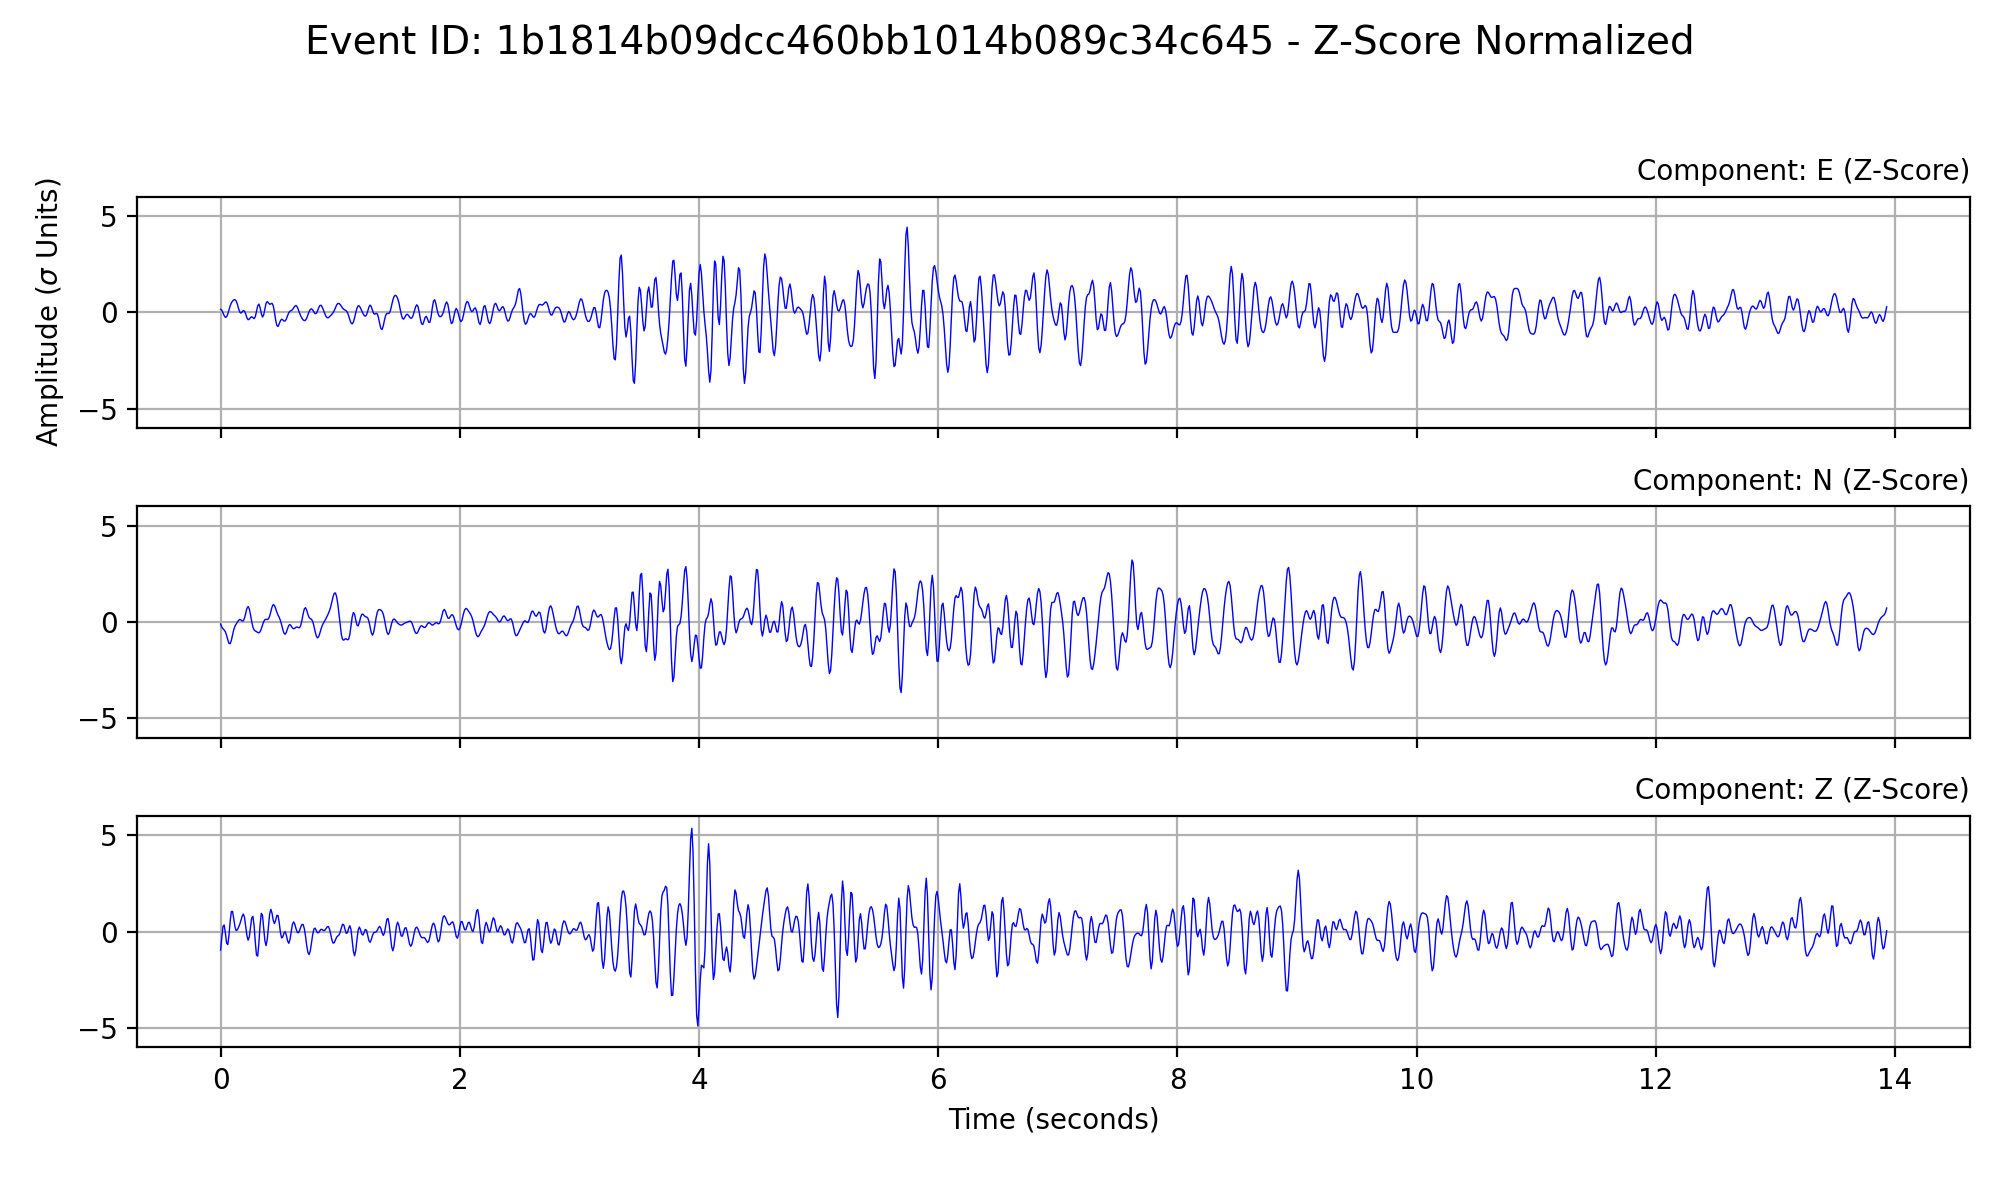 Event ID: 1b1814b09dcc460bb1014b089c34c645 - Z-Score Normalized
Component: E (Z-Score)
Amplitude (σ Units)
5
0
−5
Component: N (Z-Score)
5
0
−5
Component: Z (Z-Score)
5
0
−5
0 2 4 6 8 10 12 14
Time (seconds)